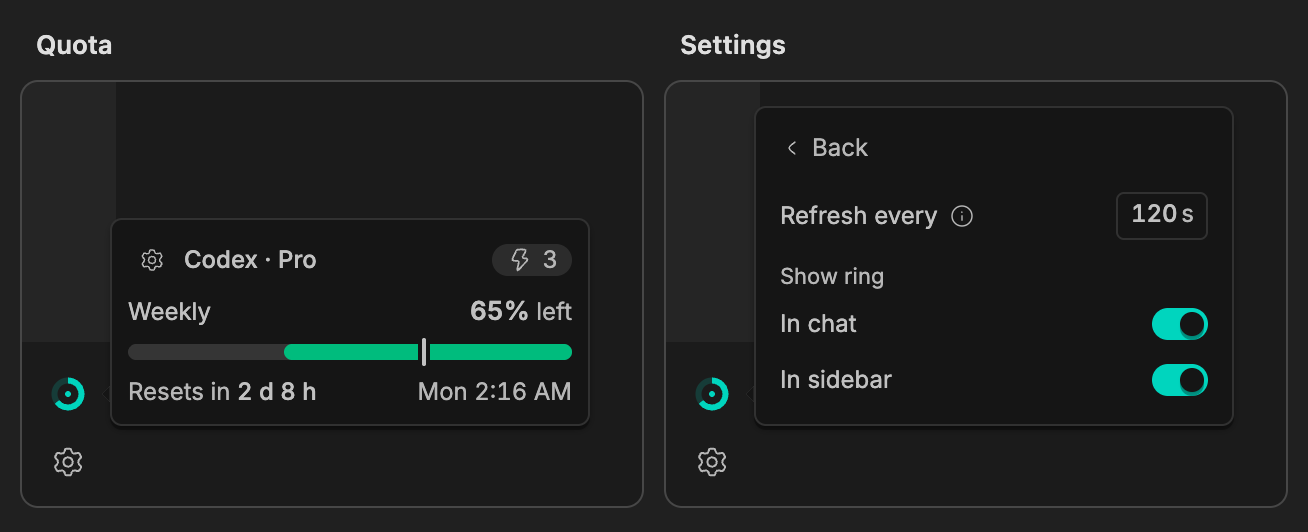 Quota
Codex · Pro
3
Weekly
65% left
Resets in 2 d 8 h
Mon 2:16 AM
Settings
Back
Refresh every
120 s
Show ring
In chat
In sidebar